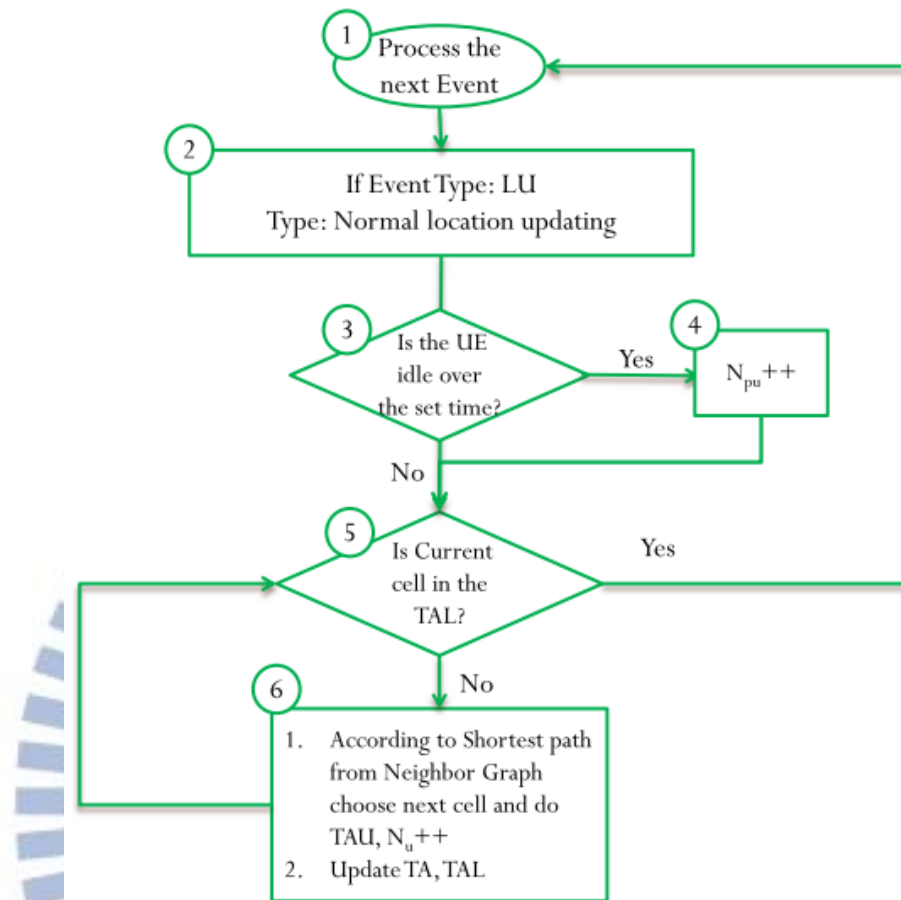 1
Process the
next Event
2
If Event Type: LU
Type: Normal location updating
3
Is the UE
idle over
the set time?
Yes
4
Npu++
No
5
Is Current
cell in the
TAL?
Yes
No
6
1. According to Shortest path
from Neighbor Graph
choose next cell and do
TAU, Nu++
2. Update TA, TAL